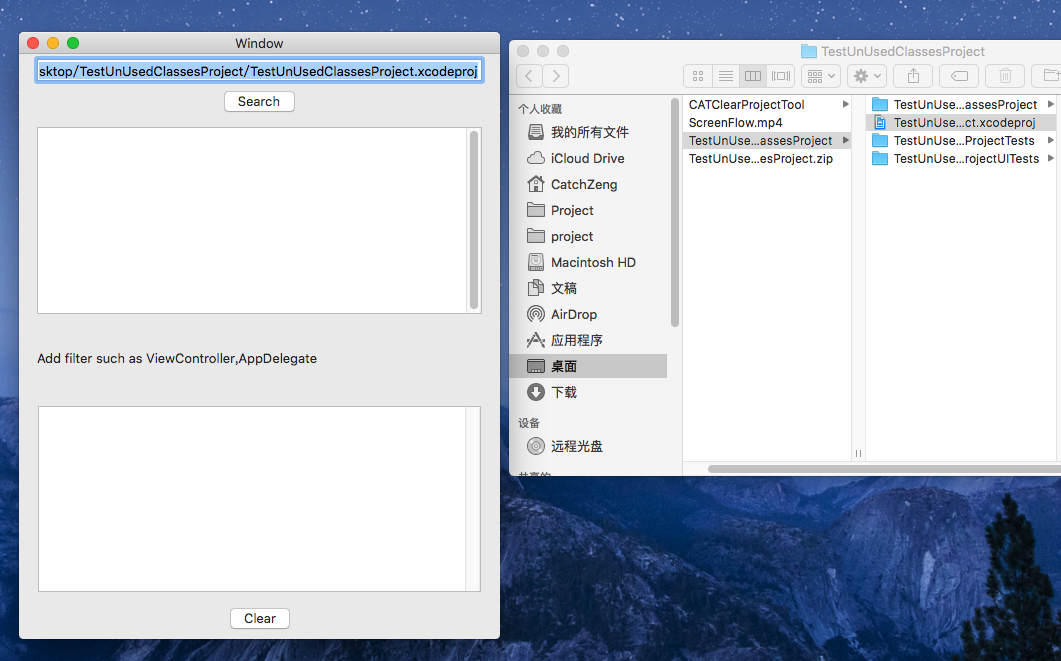 Window
sktop/TestUnUsedClassesProject/TestUnUsedClassesProject.xcodeproj
Search
Add filter such as ViewController,AppDelegate
Clear
TestUnUsedClassesProject
个人收藏
我的所有文件
iCloud Drive
CatchZeng
Project
project
Macintosh HD
文稿
AirDrop
应用程序
桌面
下载
设备
远程光盘
CATClearProjectTool
ScreenFlow.mp4
TestUnUse...assesProject
TestUnUse...esProject.zip
TestUnUse...assesProject
TestUnUse...ct.xcodeproj
TestUnUse...ProjectTests
TestUnUse...rojectUITests